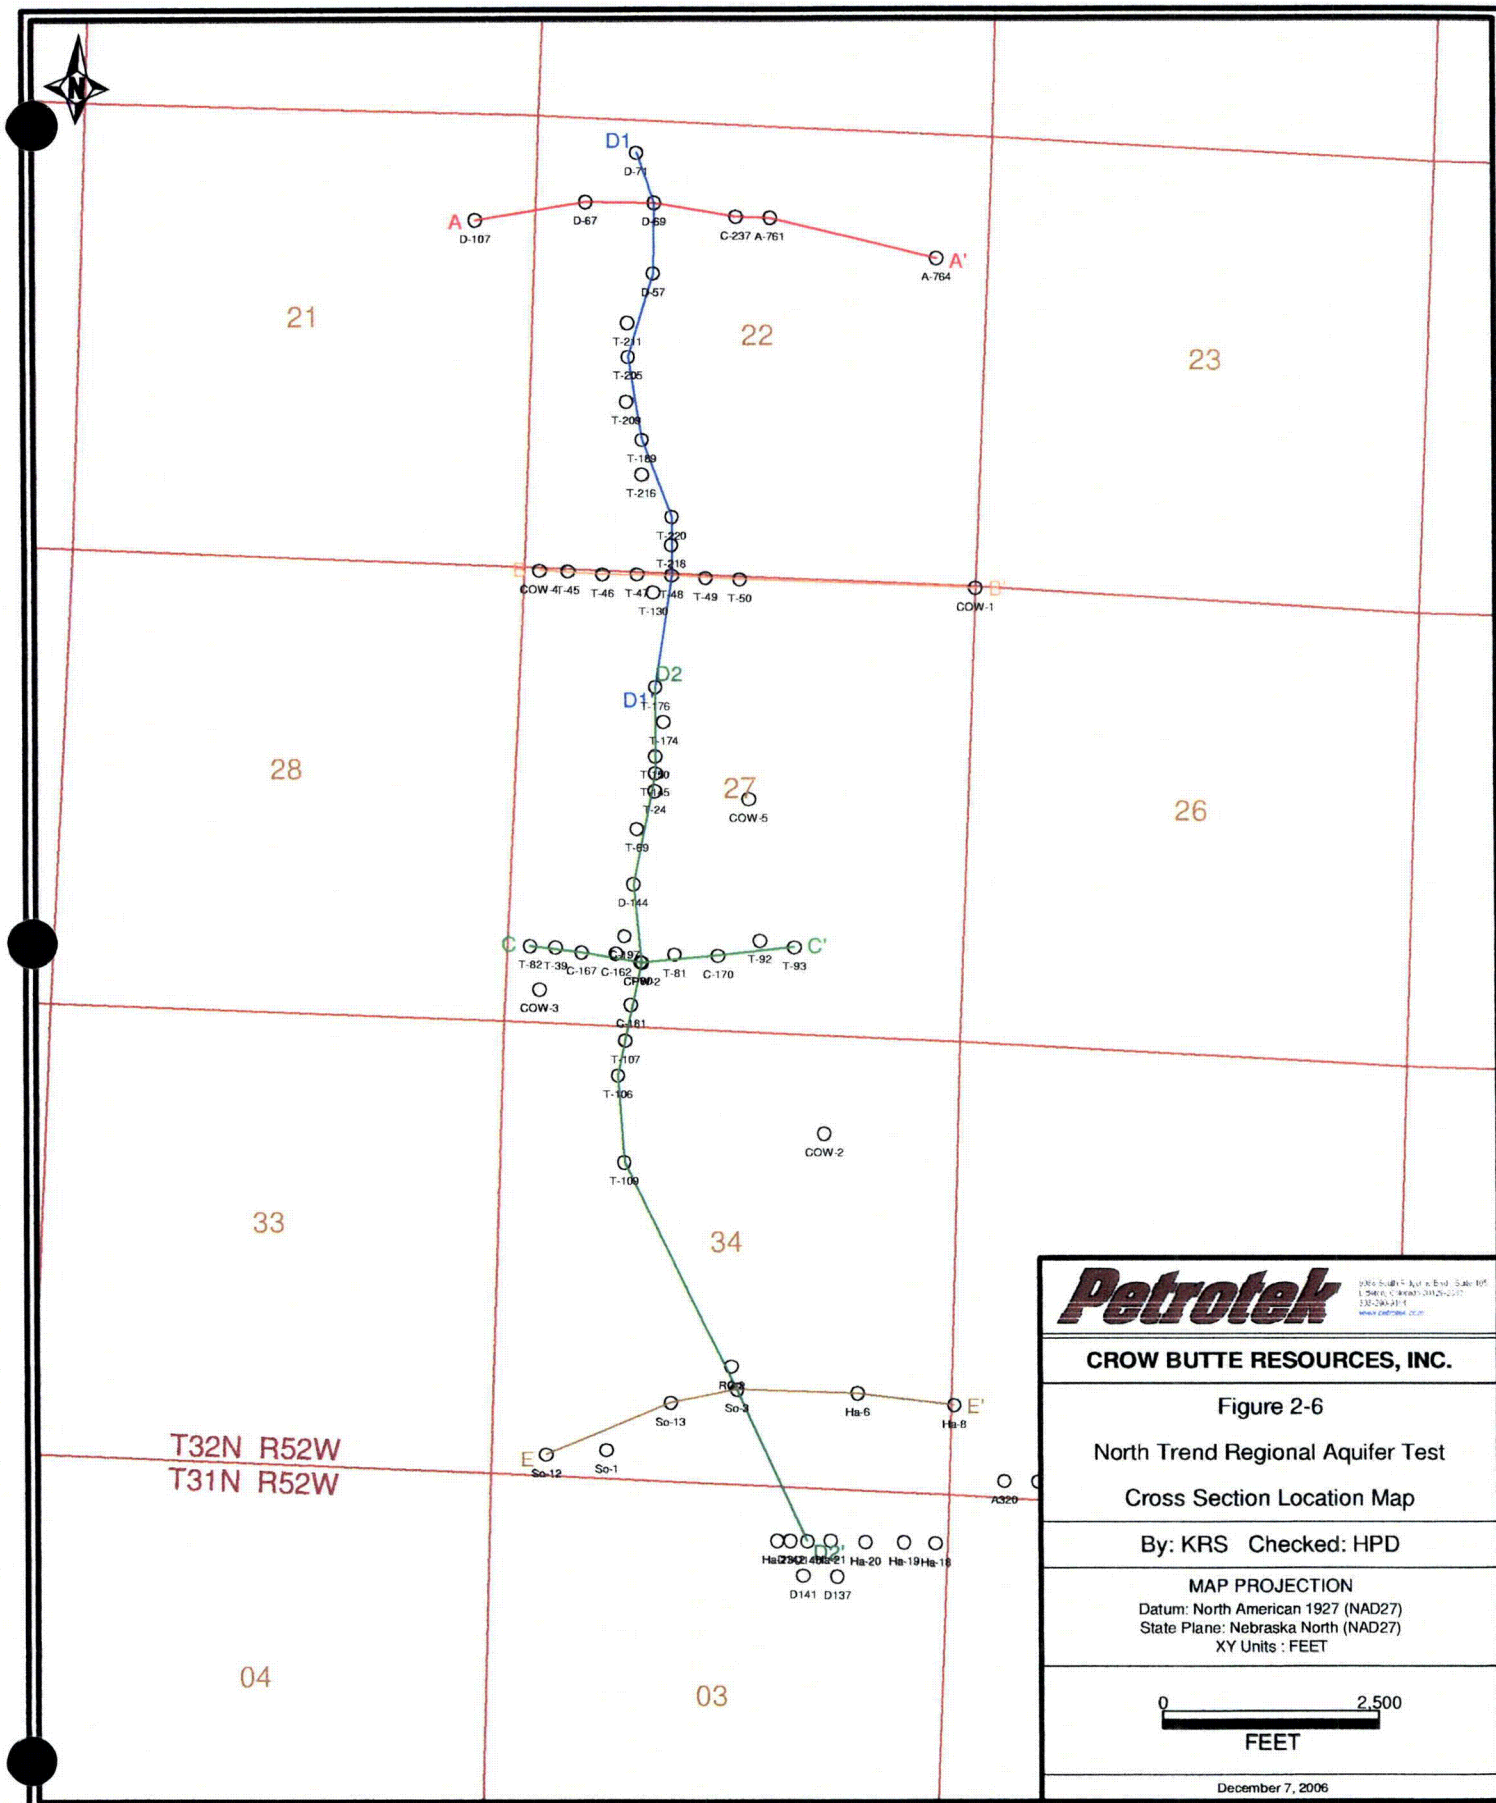 N
D1
D-71
A
D-107
D-67
D-69
C-237
A-761
A-764
A'
D-57
21
22
23
T-211
T-205
T-209
T-189
T-216
T-220
T-218
B
B'
COW-4
T-45
T-46
T-47
T-48
T-49
T-50
T-130
COW-1
D2
D1'
T-176
T-174
28
27
26
T-145
T-24
COW-5
T-69
D-144
C
C'
T-82
T-39
C-167
C-162
C-197
T-81
C-170
T-92
T-93
COW-3
C-181
T-107
T-106
COW-2
T-109
33
34
So-13
So-3
Ha-6
Ha-8
E'
E
So-12
So-1
T32N R52W
T31N R52W
A320
D2'
Ha-20
Ha-19
Ha-18
D141
D137
04
03
Petrotek
CROW BUTTE RESOURCES, INC.
Figure 2-6
North Trend Regional Aquifer Test
Cross Section Location Map
By: KRS Checked: HPD
MAP PROJECTION
Datum: North American 1927 (NAD27)
State Plane: Nebraska North (NAD27)
XY Units : FEET
0 2,500
FEET
December 7, 2006